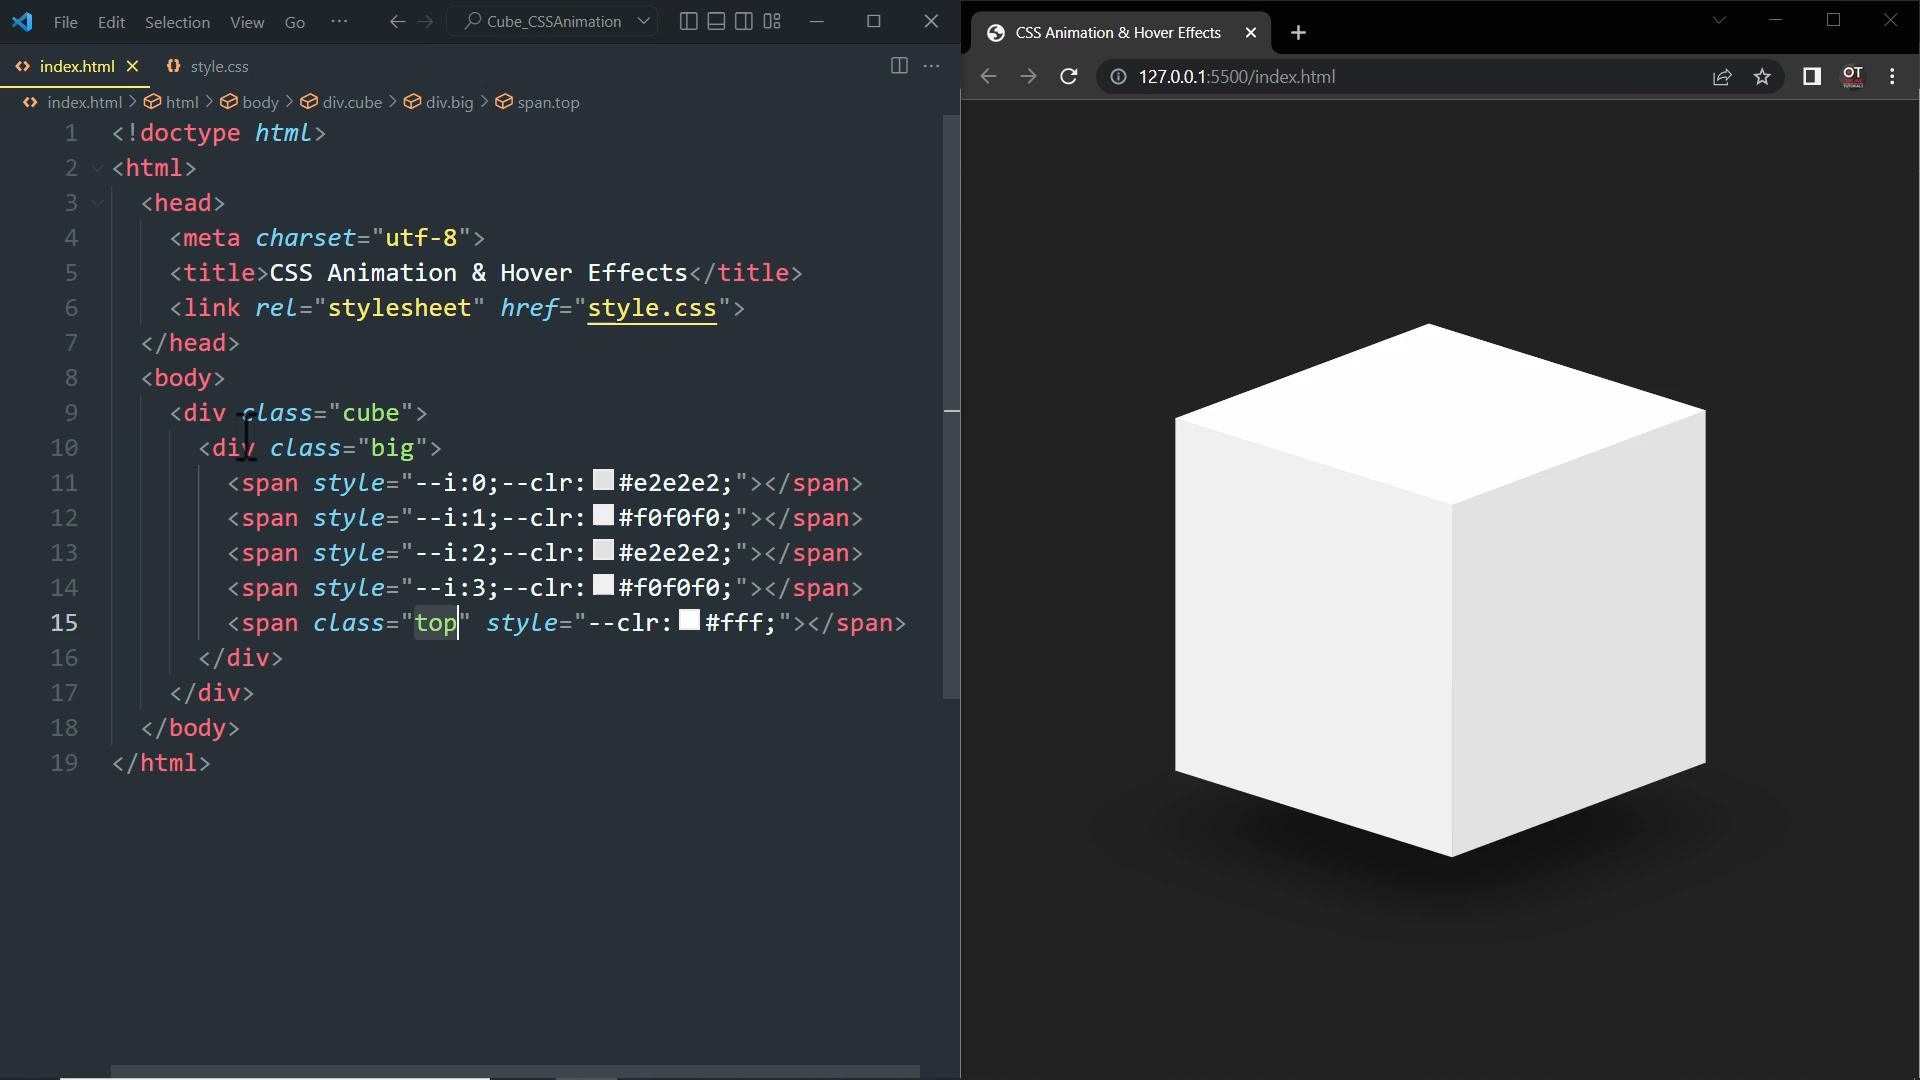 File Edit Selection View Go ··· Cube_CSSAnimation
index.html style.css
index.html > html > body > div.cube > div.big > span.top
1 <!doctype html>
2 <html>
3 <head>
4 <meta charset="utf-8">
5 <title>CSS Animation & Hover Effects</title>
6 <link rel="stylesheet" href="style.css">
7 </head>
8 <body>
9 <div class="cube">
10 <div class="big">
11 <span style="--i:0;--clr:#e2e2e2;"></span>
12 <span style="--i:1;--clr:#f0f0f0;"></span>
13 <span style="--i:2;--clr:#e2e2e2;"></span>
14 <span style="--i:3;--clr:#f0f0f0;"></span>
15 <span class="top" style="--clr:#fff;"></span>
16 </div>
17 </div>
18 </body>
19 </html>
CSS Animation & Hover Effects
127.0.0.1:5500/index.html
OT